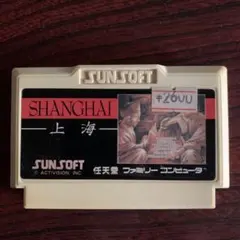 SUNSOFT
¥2600
SHANGHAI
上海
SUNSOFT
© ACTIVISION INC
任天堂 ファミリー コンピュータ